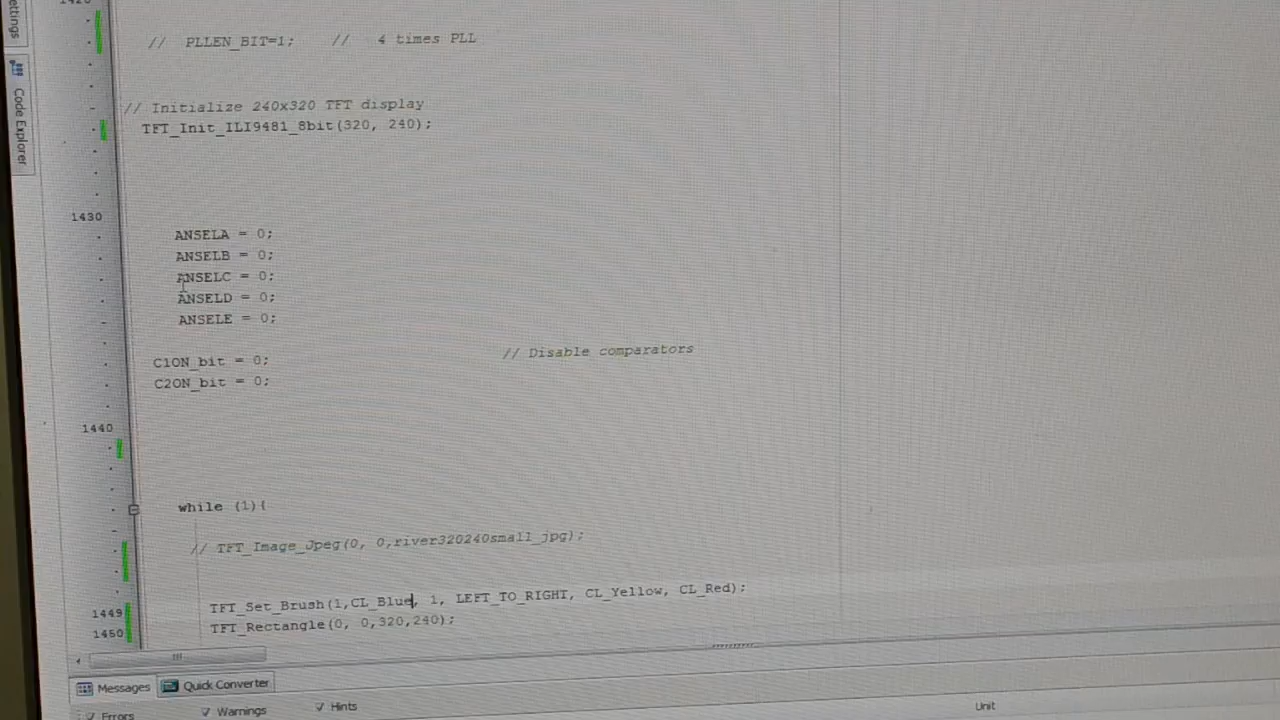 ettings
Code Explorer
// PLLEN_BIT=1; // 4 times PLL
// Initialize 240x320 TFT display
TFT_Init_ILI9481_8bit(320, 240);
1430
ANSELA = 0;
ANSELB = 0;
ANSELC = 0;
ANSELD = 0;
ANSELE = 0;
// Disable comparators
C1ON_bit = 0;
C2ON_bit = 0;
1440
while (1){
// TFT_Image_Jpeg(0, 0,river320240small_jpg);
1449 TFT_Set_Brush(1,CL_Blue, 1, LEFT_TO_RIGHT, CL_Yellow, CL_Red);
1450 TFT_Rectangle(0, 0,320,240);
Messages Quick Converter
Errors Warnings Hints Unit